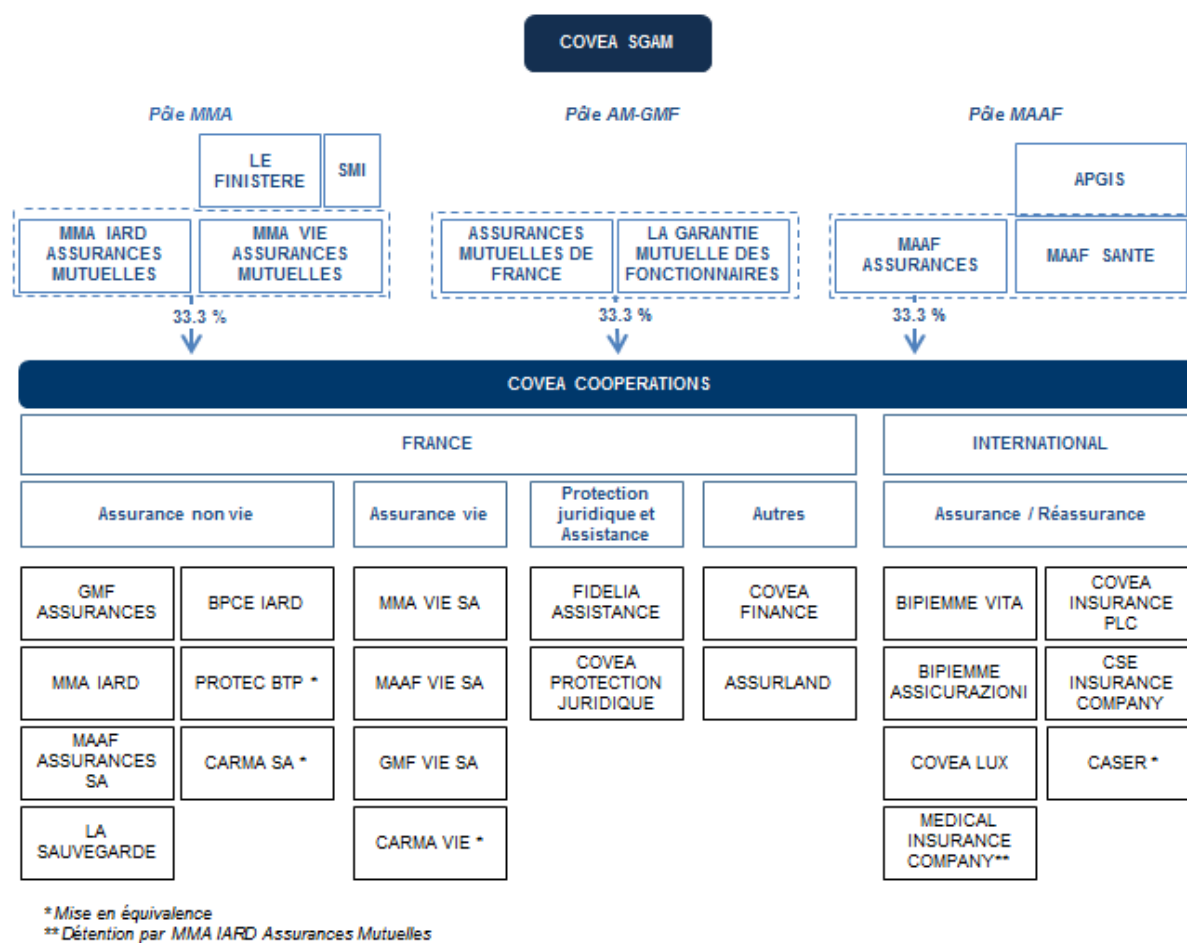 COVEA SGAM
Pôle MMA
Pôle AM-GMF
Pôle MAAF
LE
FINISTERE
SMI
APGIS
MMA IARD
ASSURANCES
MUTUELLES
MMA VIE
ASSURANCES
MUTUELLES
ASSURANCES
MUTUELLES DE
FRANCE
LA GARANTIE
MUTUELLE DES
FONCTIONNAIRES
MAAF
ASSURANCES
MAAF SANTE
33.3 %
33.3 %
33.3 %
COVEA COOPERATIONS
FRANCE
INTERNATIONAL
Assurance non vie
Assurance vie
Protection
juridique et
Assistance
Autres
Assurance / Réassurance
GMF
ASSURANCES
BPCE IARD
MMA VIE SA
FIDELIA
ASSISTANCE
COVEA
FINANCE
BIPIEMME VITA
COVEA
INSURANCE
PLC
MMA IARD
PROTEC BTP *
MAAF VIE SA
COVEA
PROTECTION
JURIDIQUE
ASSURLAND
BIPIEMME
ASSICURAZIONI
CSE
INSURANCE
COMPANY
MAAF
ASSURANCES
SA
CARMA SA *
GMF VIE SA
COVEA LUX
CASER *
LA
SAUVEGARDE
CARMA VIE *
MEDICAL
INSURANCE
COMPANY**
* Mise en équivalence
** Détention par MMA IARD Assurances Mutuelles